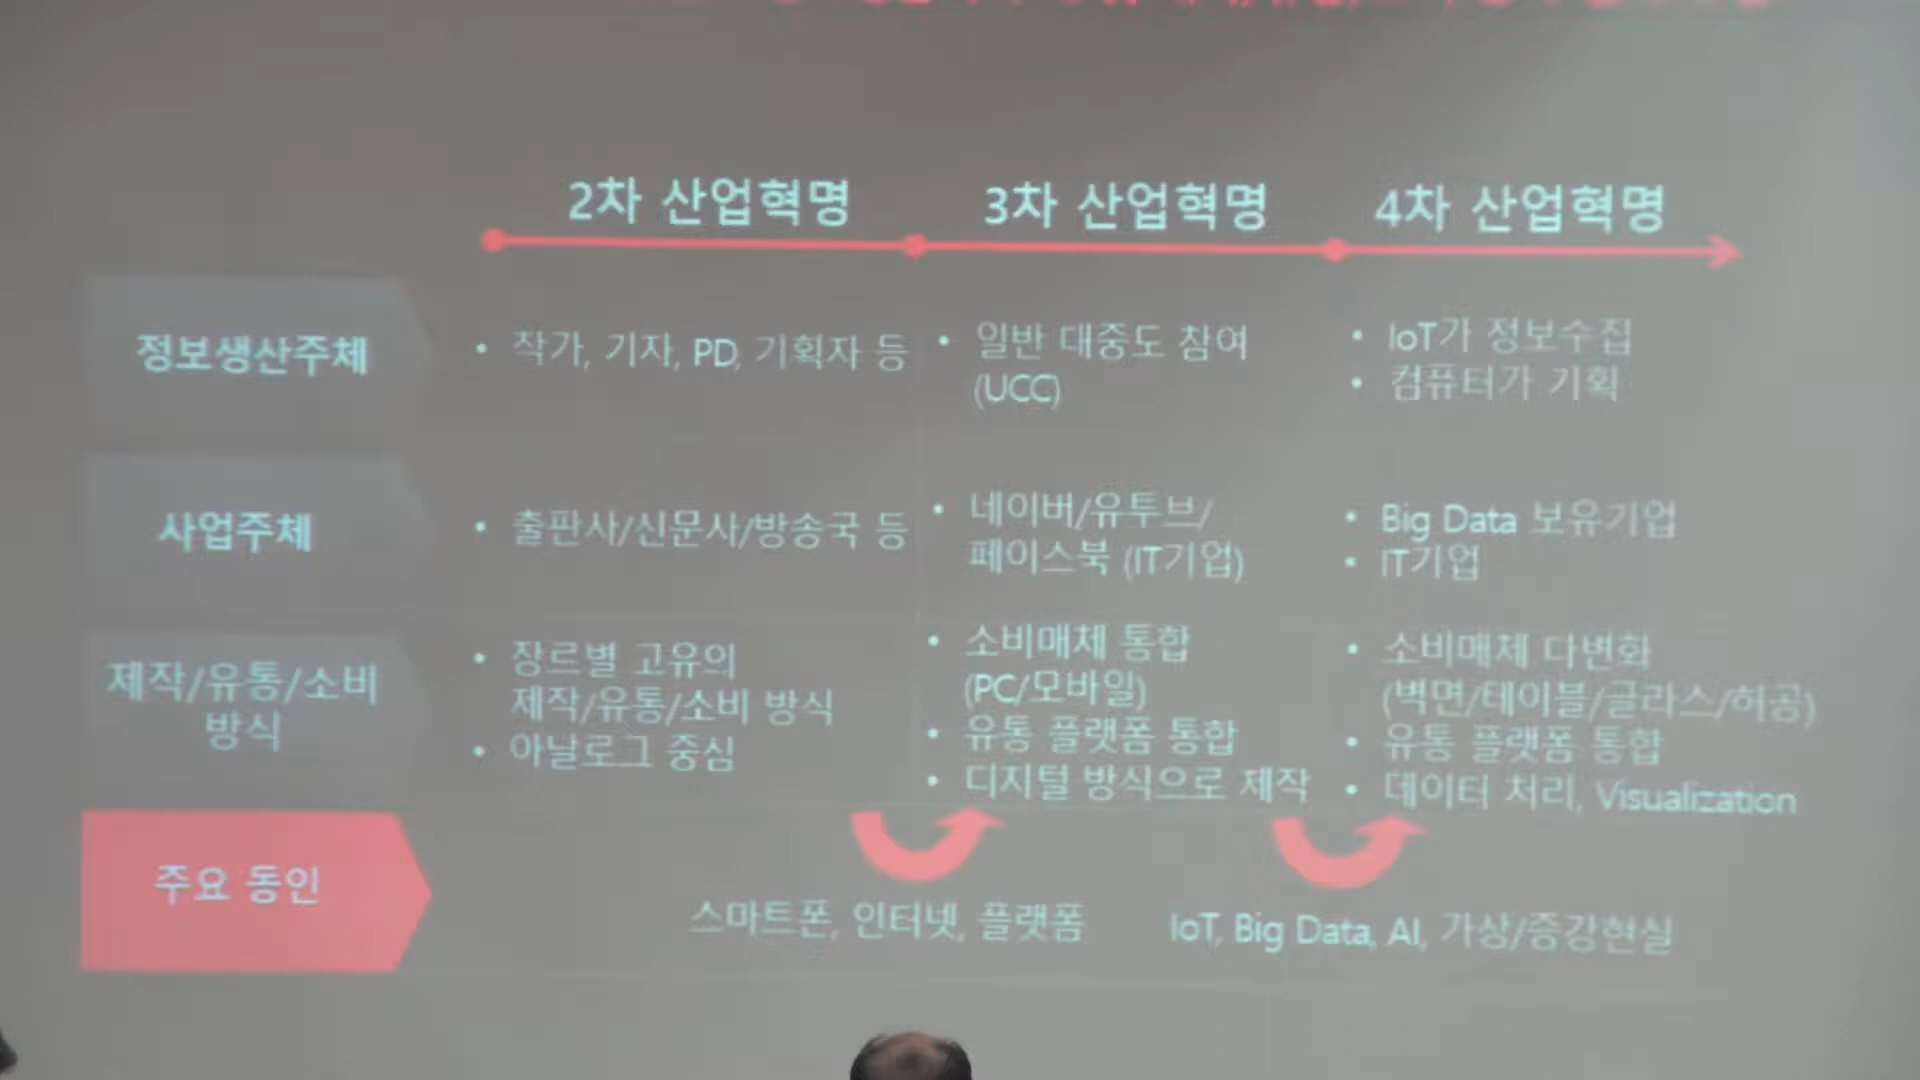 2차 산업혁명
3차 산업혁명
4차 산업혁명
정보생산주체
• 작가, 기자, PD, 기획자 등
• 일반 대중도 참여
(UCC)
• IoT가 정보수집
• 컴퓨터가 기획
사업주체
• 출판사/신문사/방송국 등
• 네이버/유투브/
페이스북 (IT기업)
• Big Data 보유기업
• IT기업
제작/유통/소비
방식
• 장르별 고유의
제작/유통/소비 방식
• 아날로그 중심
• 소비매체 통합
(PC/모바일)
• 유통 플랫폼 통합
• 디지털 방식으로 제작
• 소비매체 다변화
(벽면/테이블/글라스/허공)
• 유통 플랫폼 통합
• 데이터 처리, Visualization
주요 동인
스마트폰, 인터넷, 플랫폼
IoT, Big Data, AI, 가상/증강현실